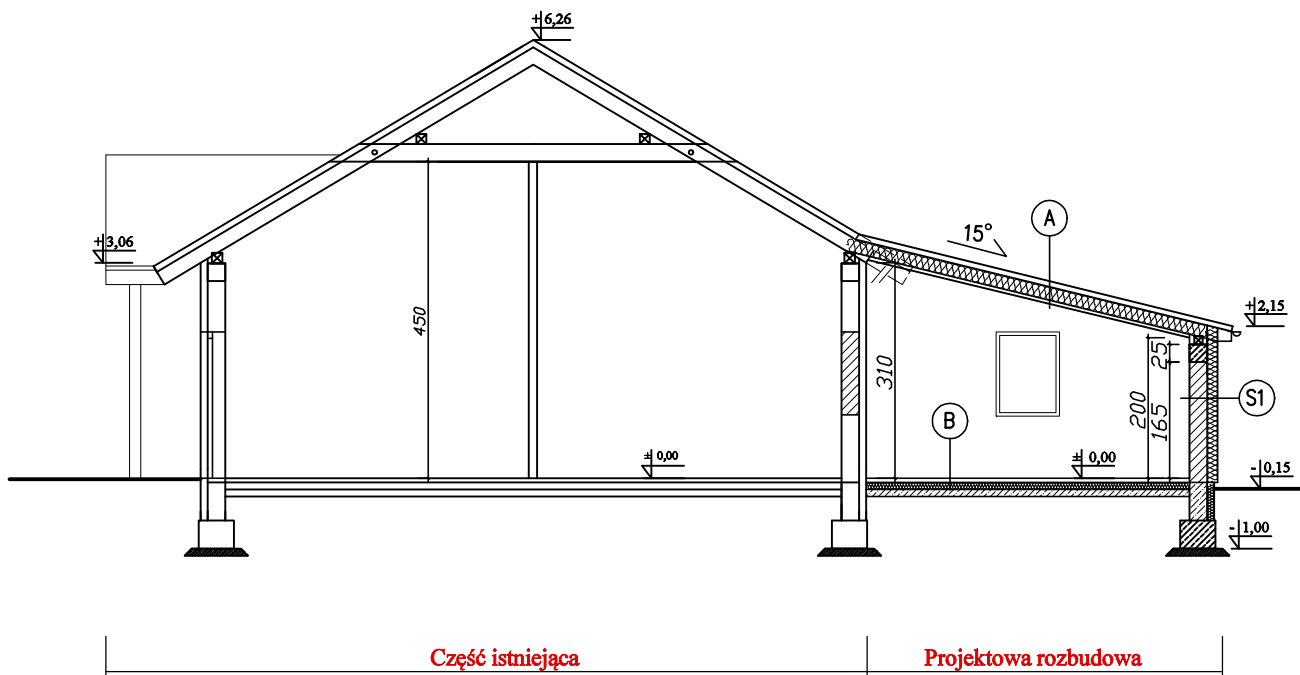 +6,26
+3,06
15°
A
+2,15
450
310
25
200
165
S1
B
± 0,00
± 0,00
-0,15
-1,00
Część istniejąca
Projektowa rozbudowa